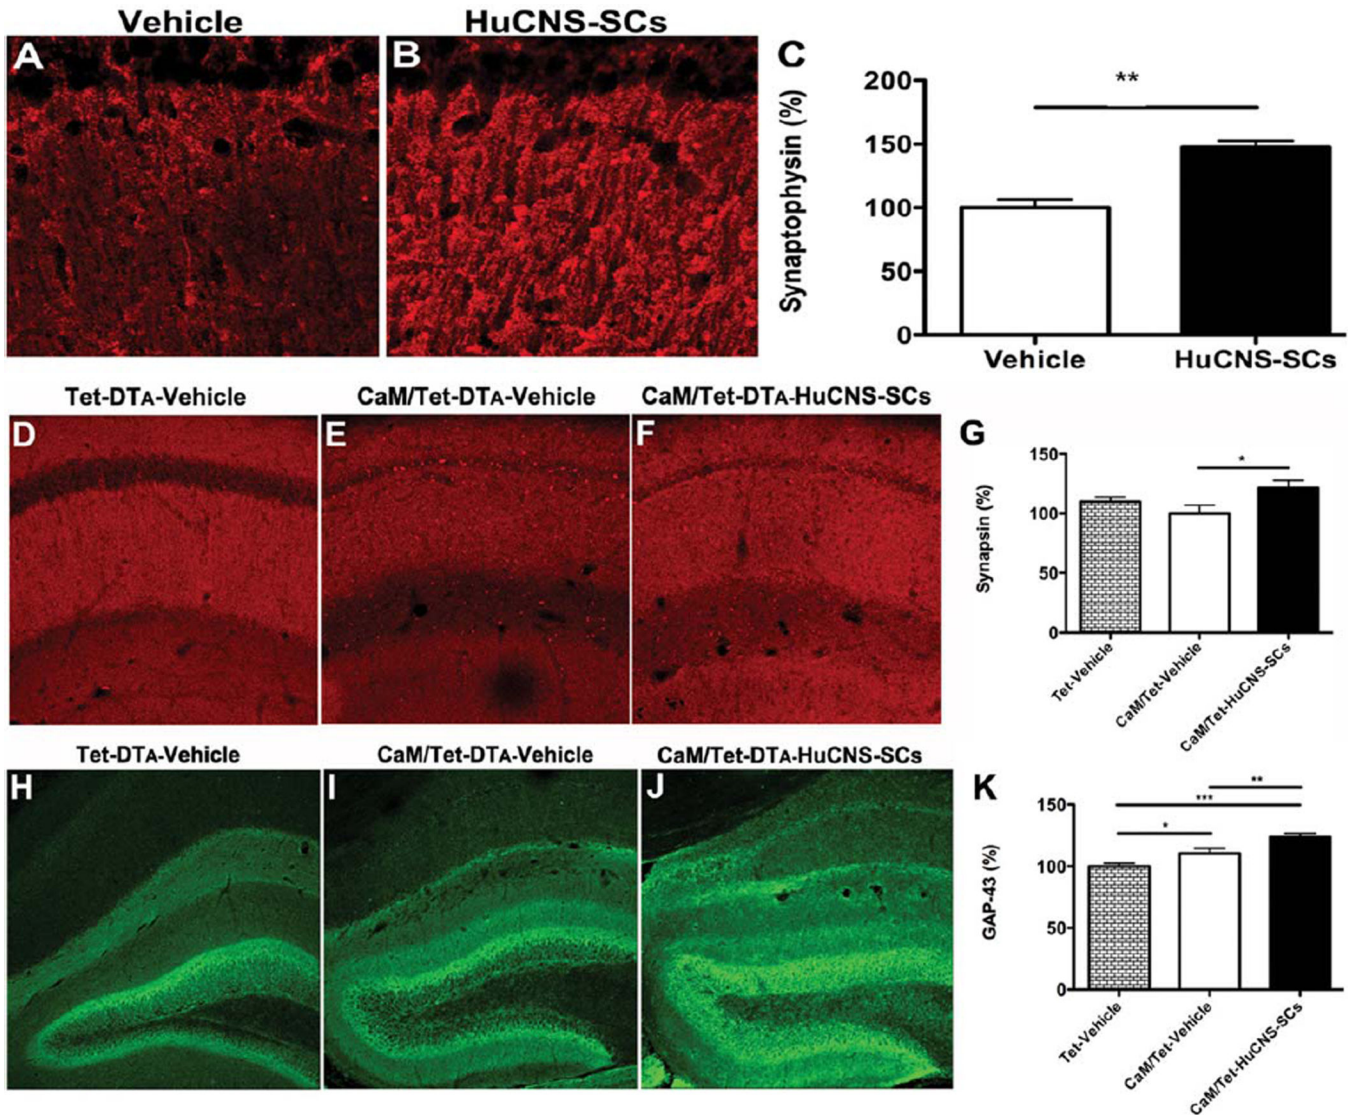 Vehicle HuCNS-SCs
A B C
Synaptophysin (%)
200
150
100
50
0
**
Vehicle HuCNS-SCs
Tet-DTA-Vehicle CaM/Tet-DTA-Vehicle CaM/Tet-DTA-HuCNS-SCs
D E F G
Synapsin (%)
150
100
50
0
*
Tet-Vehicle
CaM/Tet-Vehicle
CaM/Tet-HuCNS-SCs
Tet-DTA-Vehicle CaM/Tet-DTA-Vehicle CaM/Tet-DTA-HuCNS-SCs
H I J K
GAP-43 (%)
150
100
50
0
**
***
*
Tet-Vehicle
CaM/Tet-Vehicle
CaM/Tet-HuCNS-SCs